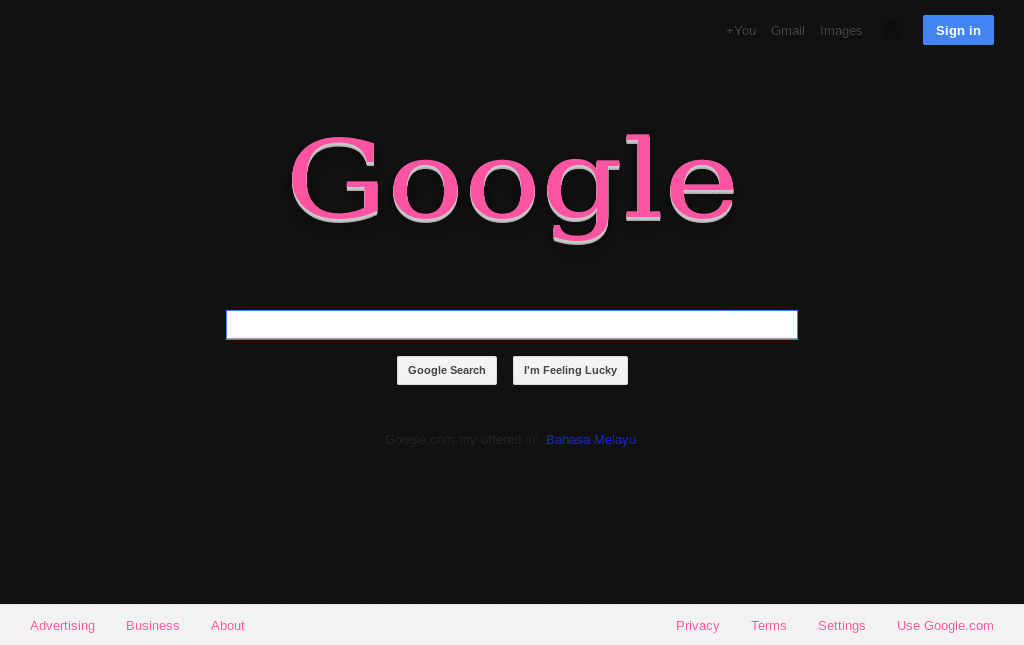 +You Gmail Images Sign in
Google
Google Search I'm Feeling Lucky
Google.com.my offered in: Bahasa Melayu
Advertising Business About Privacy Terms Settings Use Google.com